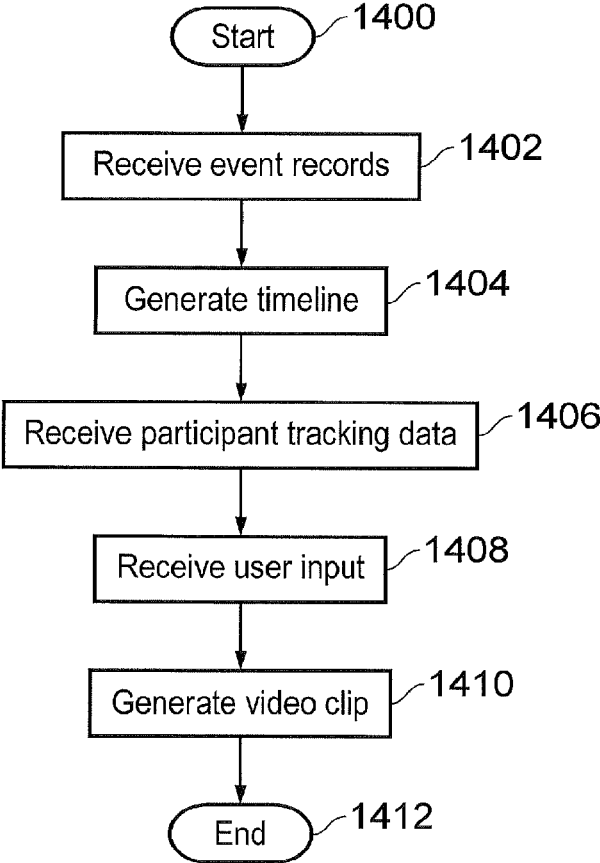 Start
1400
Receive event records
1402
Generate timeline
1404
Receive participant tracking data
1406
Receive user input
1408
Generate video clip
1410
End
1412